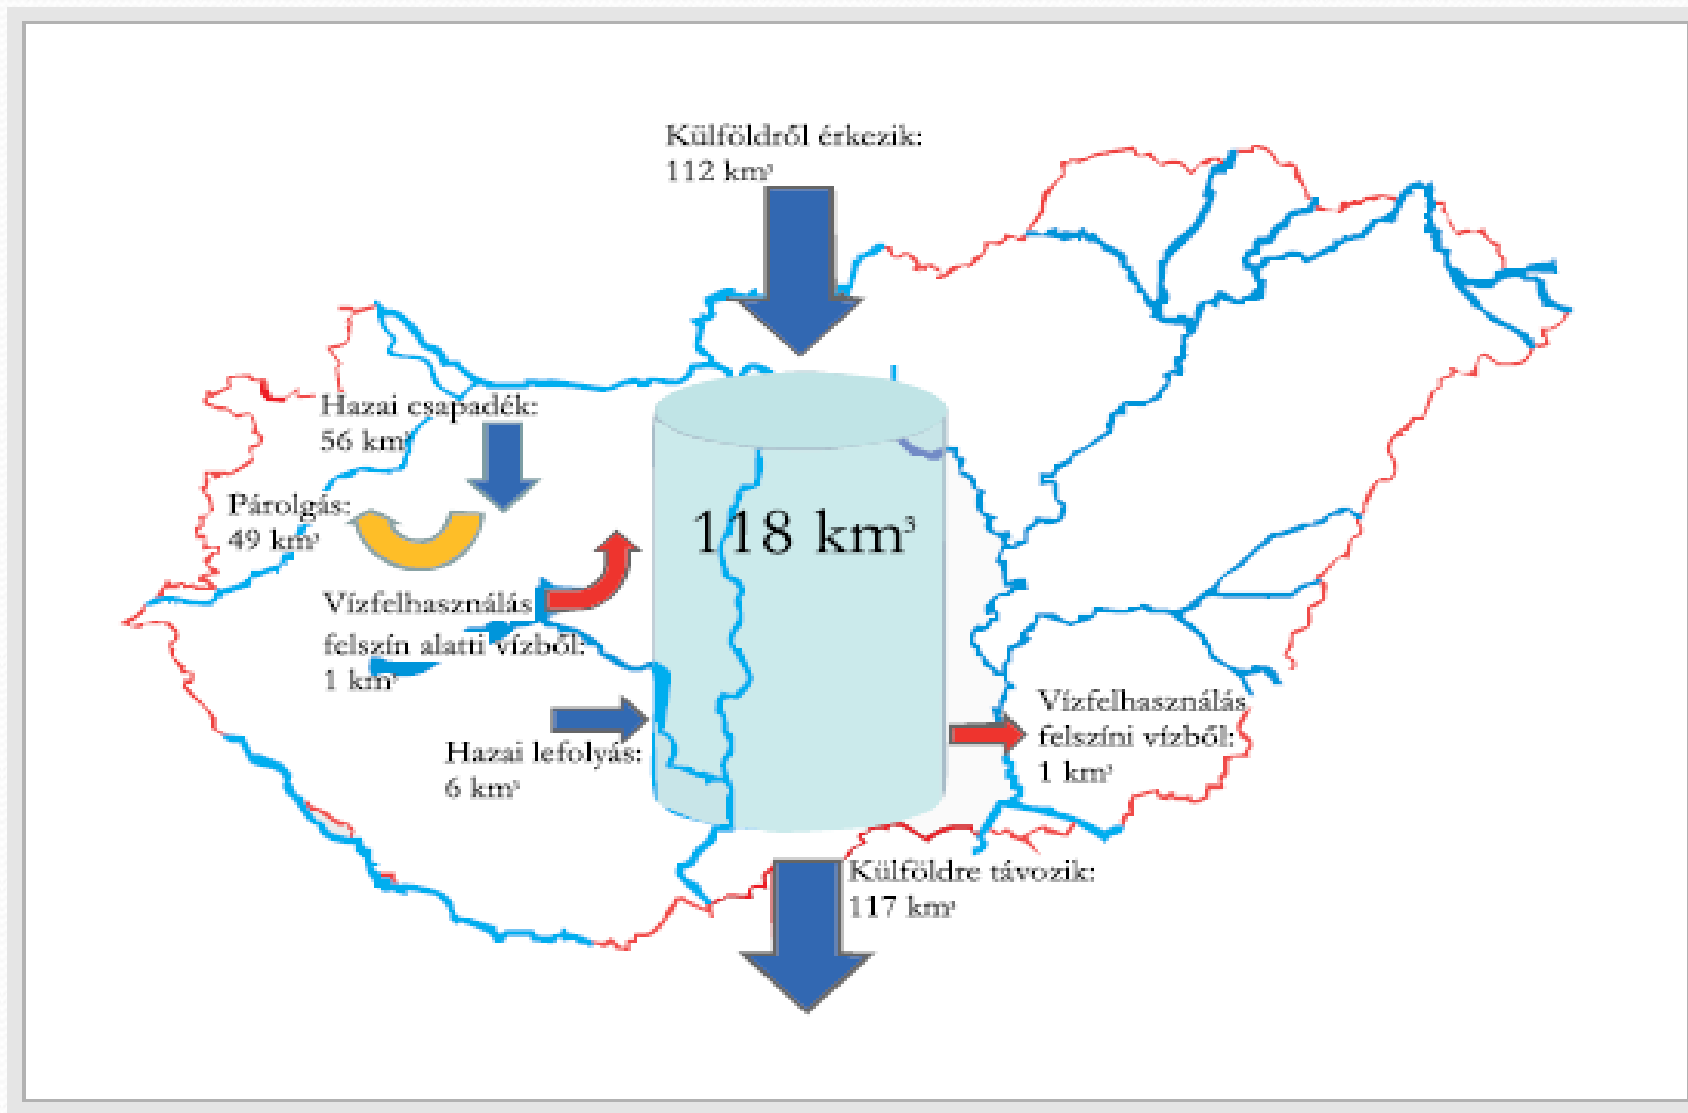 Külföldről érkezik:
112 km³
Hazai csapadék:
56 km³
Párolgás:
49 km³
118 km³
Vízfelhasználás
felszín alatti vízből:
1 km³
Hazai lefolyás:
6 km³
Vízfelhasználás
felszíni vízből:
1 km³
Külföldre távozik:
117 km³